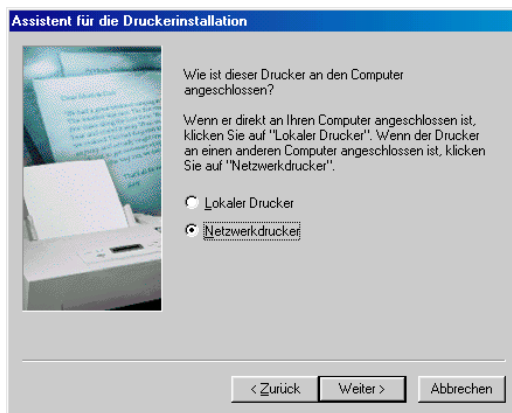 Assistent für die Druckerinstallation
Wie ist dieser Drucker an den Computer
angeschlossen?
Wenn er direkt an Ihren Computer angeschlossen ist,
klicken Sie auf "Lokaler Drucker". Wenn der Drucker
an einen anderen Computer angeschlossen ist, klicken
Sie auf "Netzwerkdrucker".
Lokaler Drucker
Netzwerkdrucker
< Zurück
Weiter >
Abbrechen